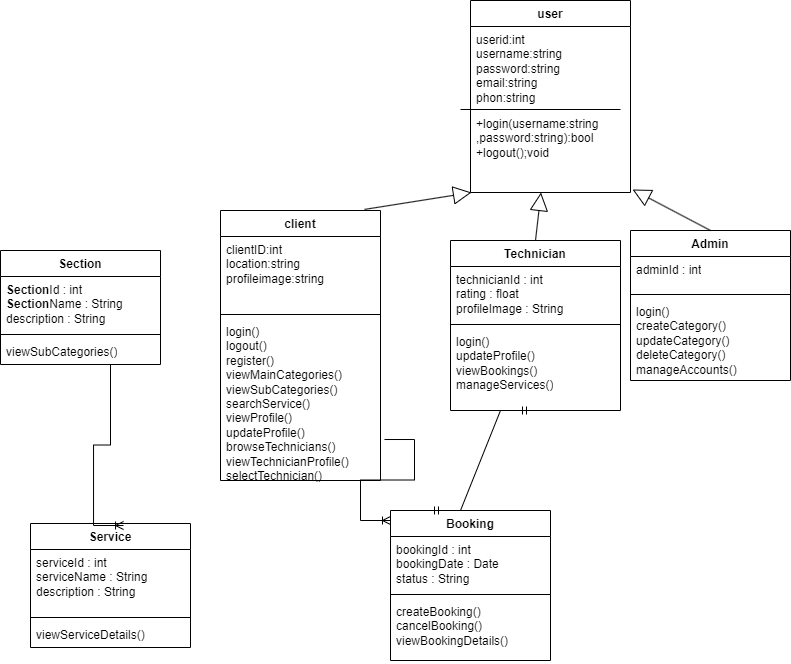 user
userid:int
username:string
password:string
email:string
phon:string
+login(username:string
,password:string):bool
+logout();void
client
clientID:int
location:string
profileimage:string
login()
logout()
register()
viewMainCategories()
viewSubCategories()
searchService()
viewProfile()
updateProfile()
browseTechnicians()
viewTechnicianProfile()
selectTechnician()
Technician
technicianId : int
rating : float
profileImage : String
login()
updateProfile()
viewBookings()
manageServices()
Admin
adminId : int
login()
createCategory()
updateCategory()
deleteCategory()
manageAccounts()
Section
SectionId : int
SectionName : String
description : String
viewSubCategories()
Service
serviceId : int
serviceName : String
description : String
viewServiceDetails()
Booking
bookingId : int
bookingDate : Date
status : String
createBooking()
cancelBooking()
viewBookingDetails()